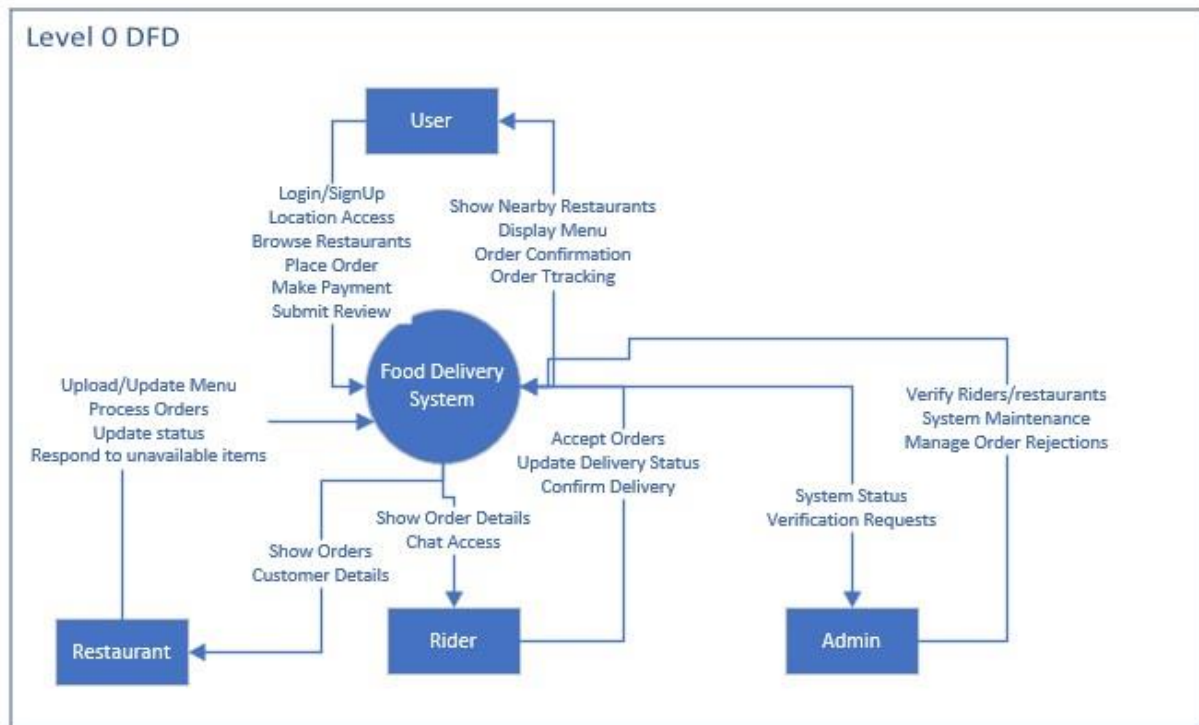 Level 0 DFD
User
Login/SignUp
Location Access
Browse Restaurants
Place Order
Make Payment
Submit Review
Show Nearby Restaurants
Display Menu
Order Confirmation
Order Ttracking
Food Delivery
System
Upload/Update Menu
Process Orders
Update status
Respond to unavailable items
Verify Riders/restaurants
System Maintenance
Manage Order Rejections
Accept Orders
Update Delivery Status
Confirm Delivery
System Status
Verification Requests
Show Order Details
Chat Access
Show Orders
Customer Details
Restaurant
Rider
Admin